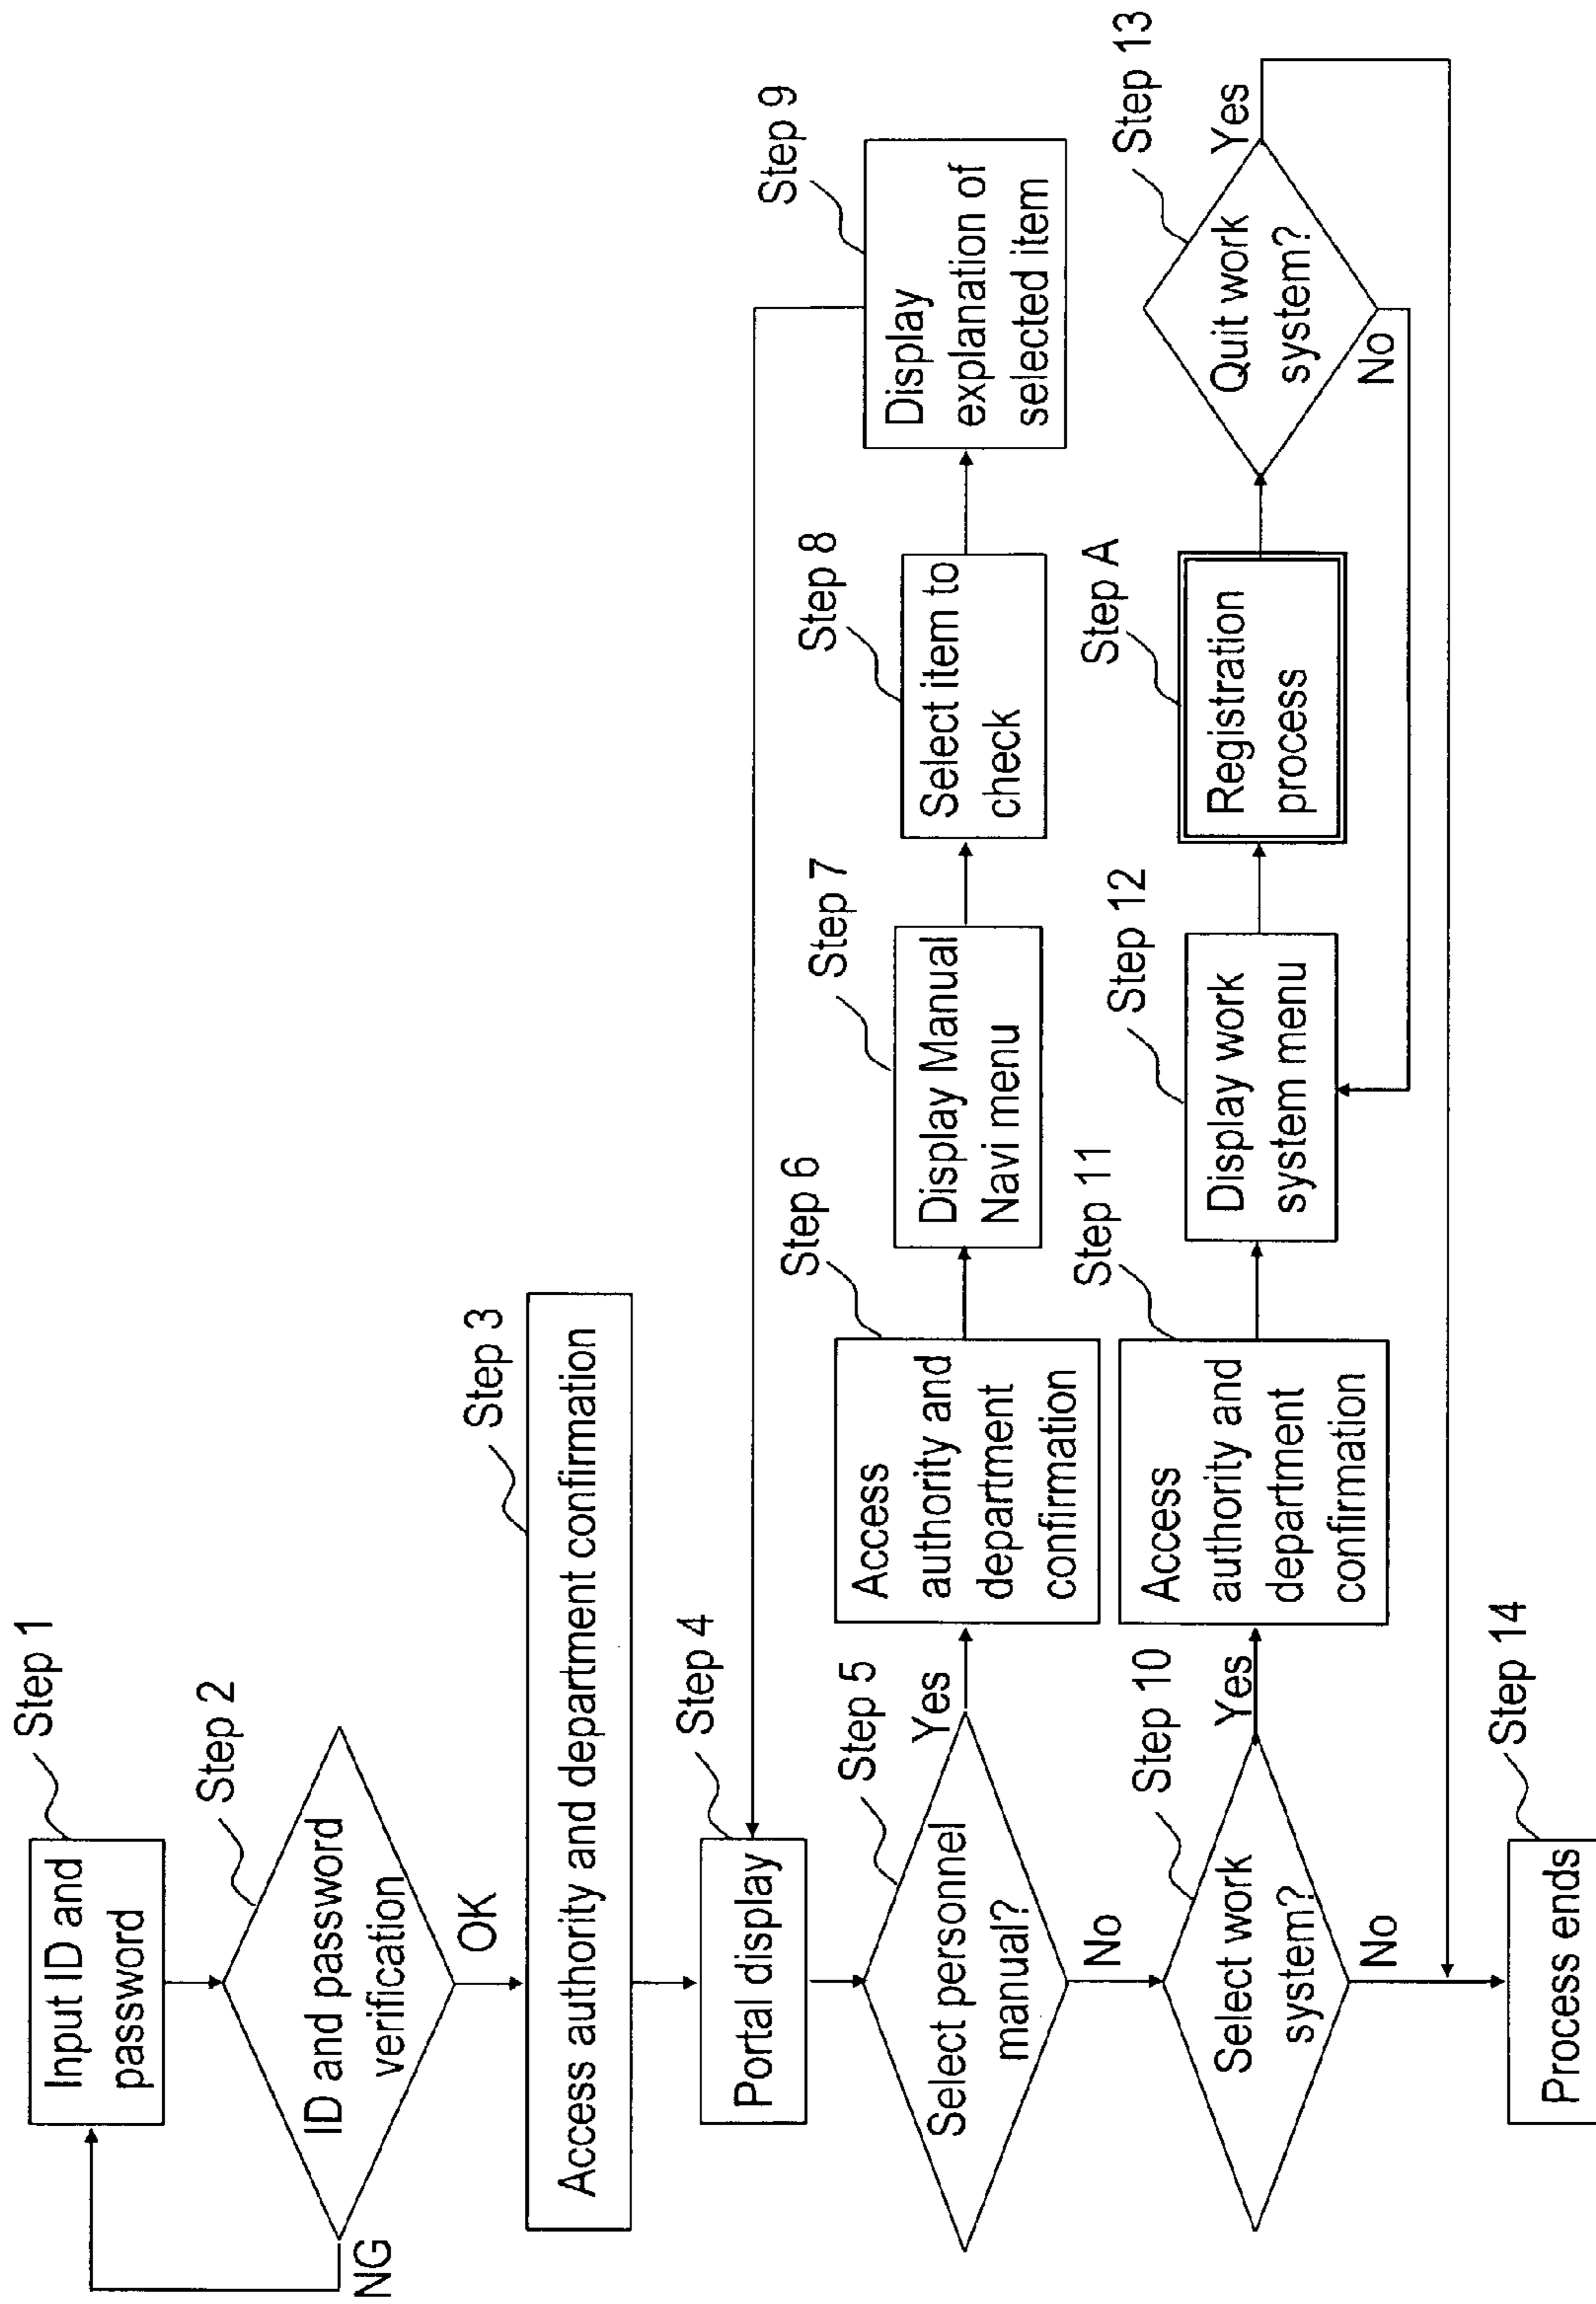 Step 1
Input ID and
password
Step 2
ID and password
verification
NG
OK
Step 3
Access authority and department confirmation
Step 4
Portal display
Step 5
Select personnel
manual?
Yes
No
Step 6
Access
authority and
department
confirmation
Step 7
Display Manual
Navi menu
Step 8
Select item to
check
Step 9
Display
explanation of
selected item
Step 10
Select work
system?
Yes
No
Step 11
Access
authority and
department
confirmation
Step 12
Display work
system menu
Step A
Registration
process
Step 13
Quit work
system?
Yes
No
Step 14
Process ends